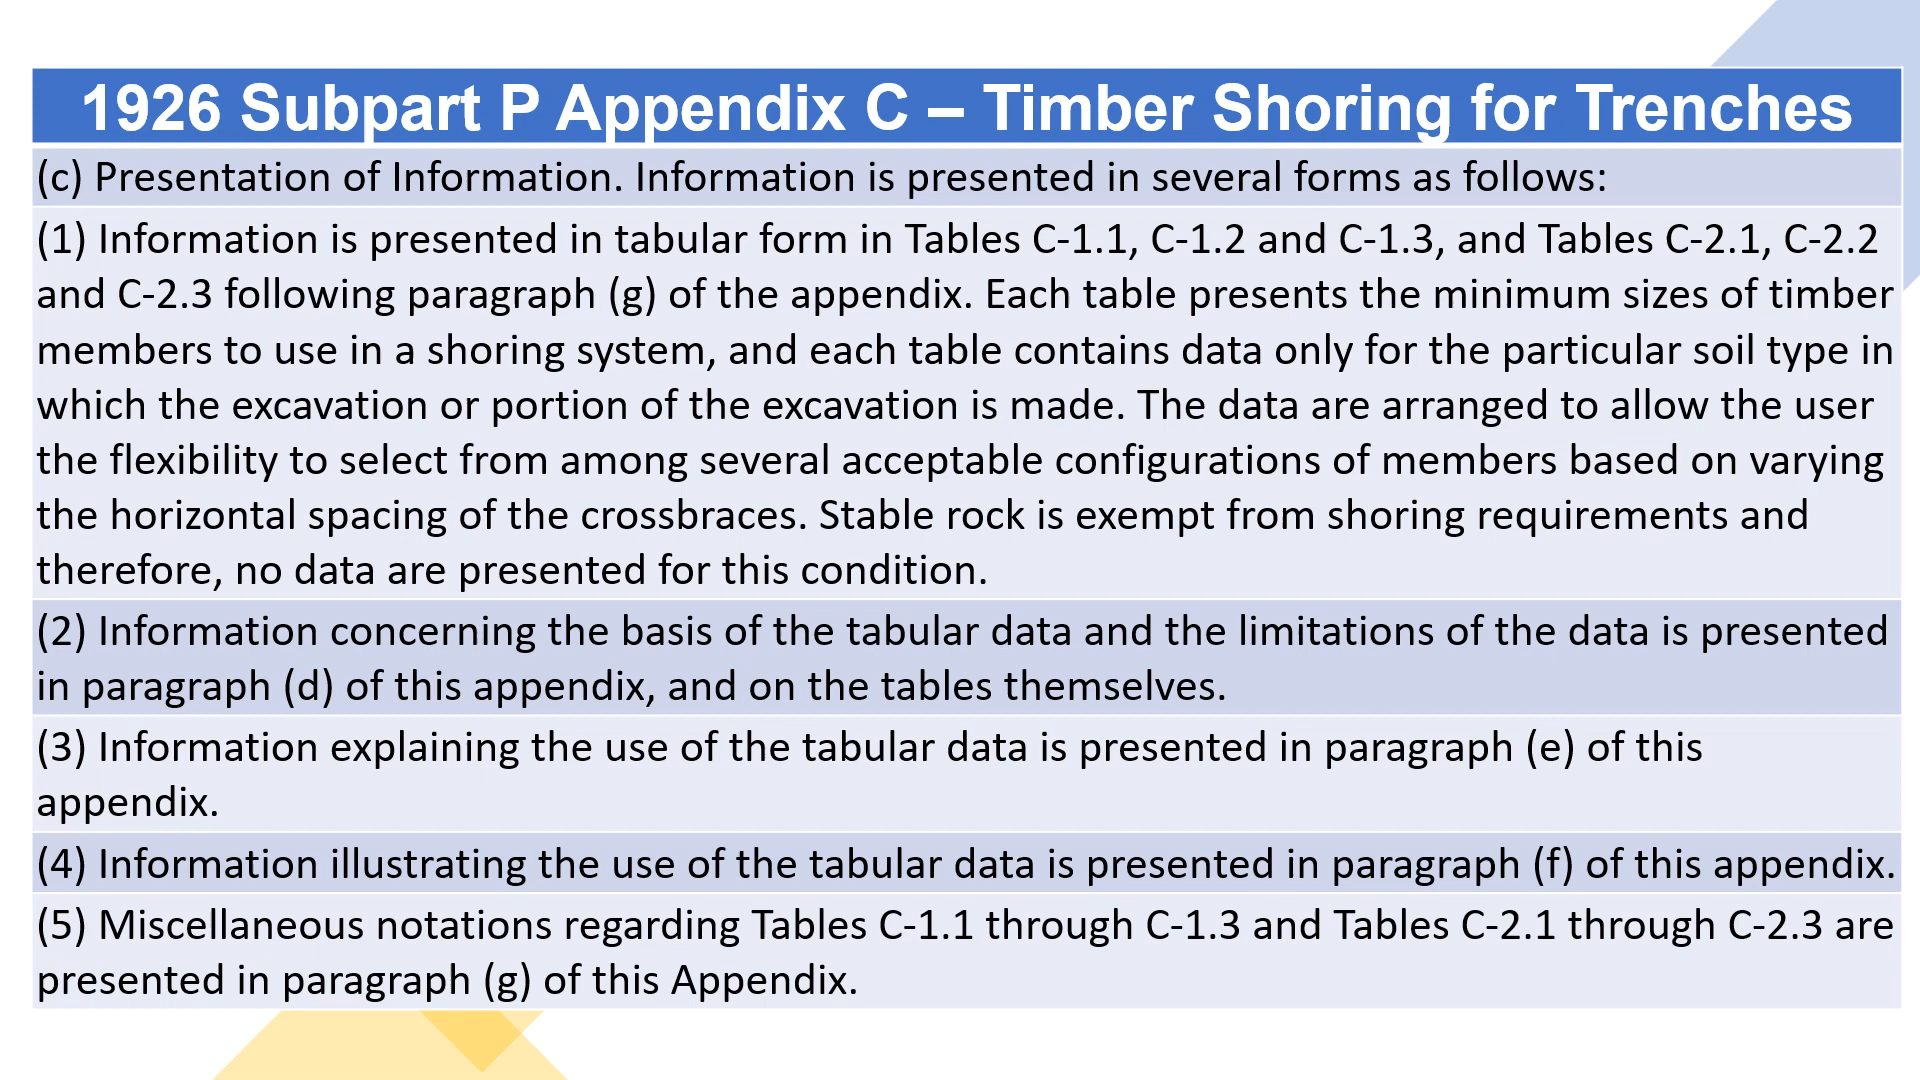 1926 Subpart P Appendix C – Timber Shoring for Trenches
(c) Presentation of Information. Information is presented in several forms as follows:
(1) Information is presented in tabular form in Tables C-1.1, C-1.2 and C-1.3, and Tables C-2.1, C-2.2
and C-2.3 following paragraph (g) of the appendix. Each table presents the minimum sizes of timber
members to use in a shoring system, and each table contains data only for the particular soil type in
which the excavation or portion of the excavation is made. The data are arranged to allow the user
the flexibility to select from among several acceptable configurations of members based on varying
the horizontal spacing of the crossbraces. Stable rock is exempt from shoring requirements and
therefore, no data are presented for this condition.
(2) Information concerning the basis of the tabular data and the limitations of the data is presented
in paragraph (d) of this appendix, and on the tables themselves.
(3) Information explaining the use of the tabular data is presented in paragraph (e) of this
appendix.
(4) Information illustrating the use of the tabular data is presented in paragraph (f) of this appendix.
(5) Miscellaneous notations regarding Tables C-1.1 through C-1.3 and Tables C-2.1 through C-2.3 are
presented in paragraph (g) of this Appendix.